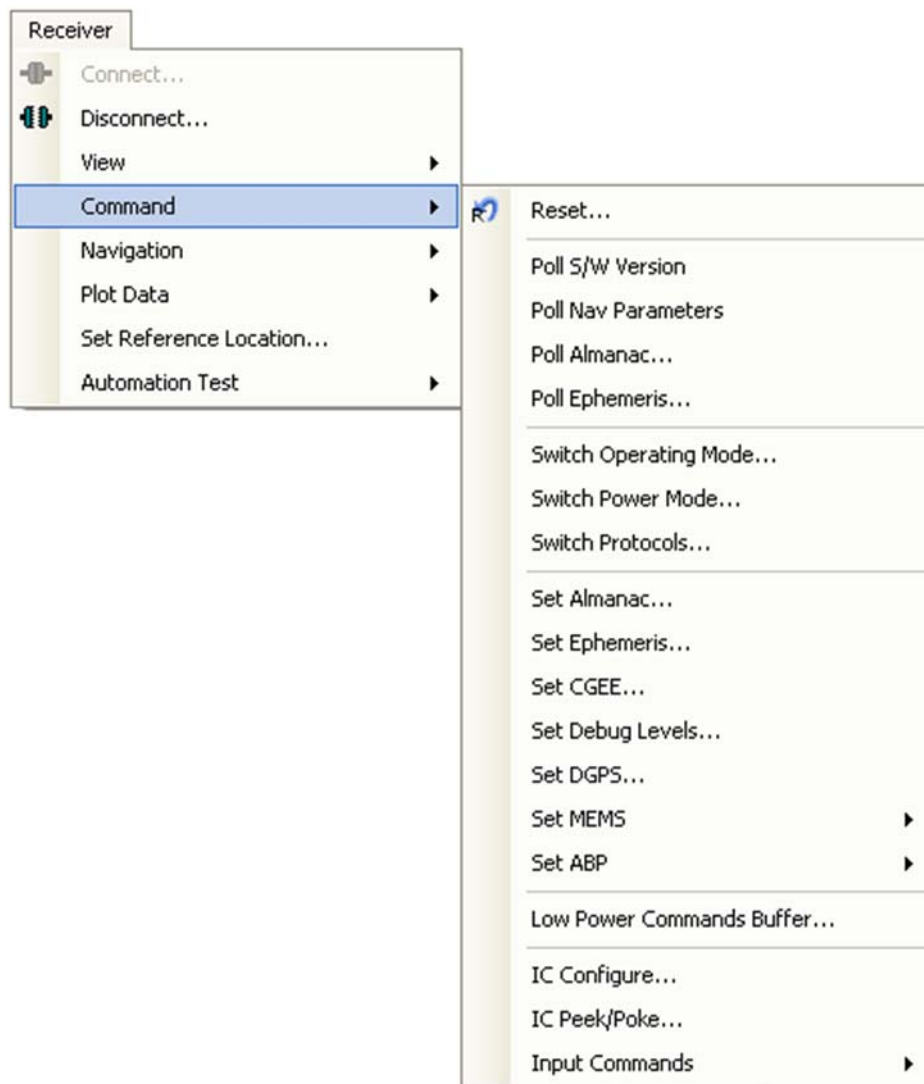 Receiver
Connect...
Disconnect...
View
Command
Navigation
Plot Data
Set Reference Location...
Automation Test
R
Reset...
Poll S/W Version
Poll Nav Parameters
Poll Almanac...
Poll Ephemeris...
Switch Operating Mode...
Switch Power Mode...
Switch Protocols...
Set Almanac...
Set Ephemeris...
Set CGEE...
Set Debug Levels...
Set DGPS...
Set MEMS
Set ABP
Low Power Commands Buffer...
IC Configure...
IC Peek/Poke...
Input Commands